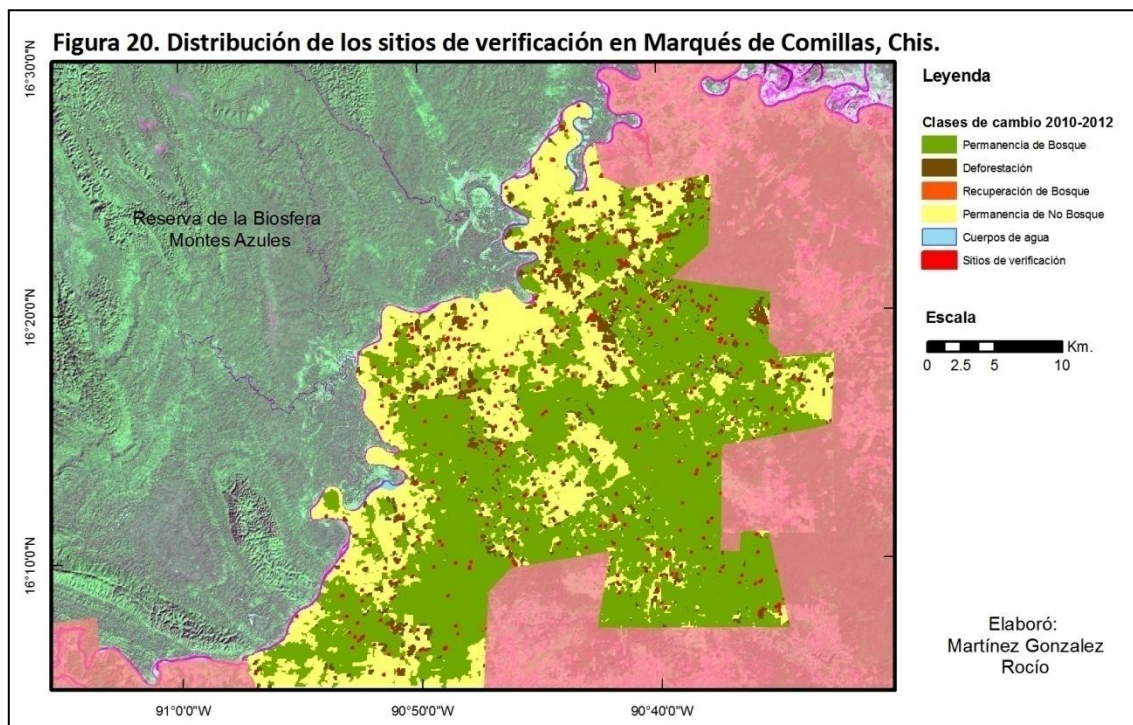 Figura 20. Distribución de los sitios de verificación en Marqués de Comillas, Chis.
16°30'0"N
16°20'0"N
16°10'0"N
Reserva de la Biosfera
Montes Azules
91°0'0"W
90°50'0"W
90°40'0"W
Leyenda
Clases de cambio 2010-2012
Permanencia de Bosque
Deforestación
Recuperación de Bosque
Permanencia de No Bosque
Cuerpos de agua
Sitios de verificación
Escala
Km.
0 2.5 5 10
Elaboró:
Martínez Gonzalez
Rocío